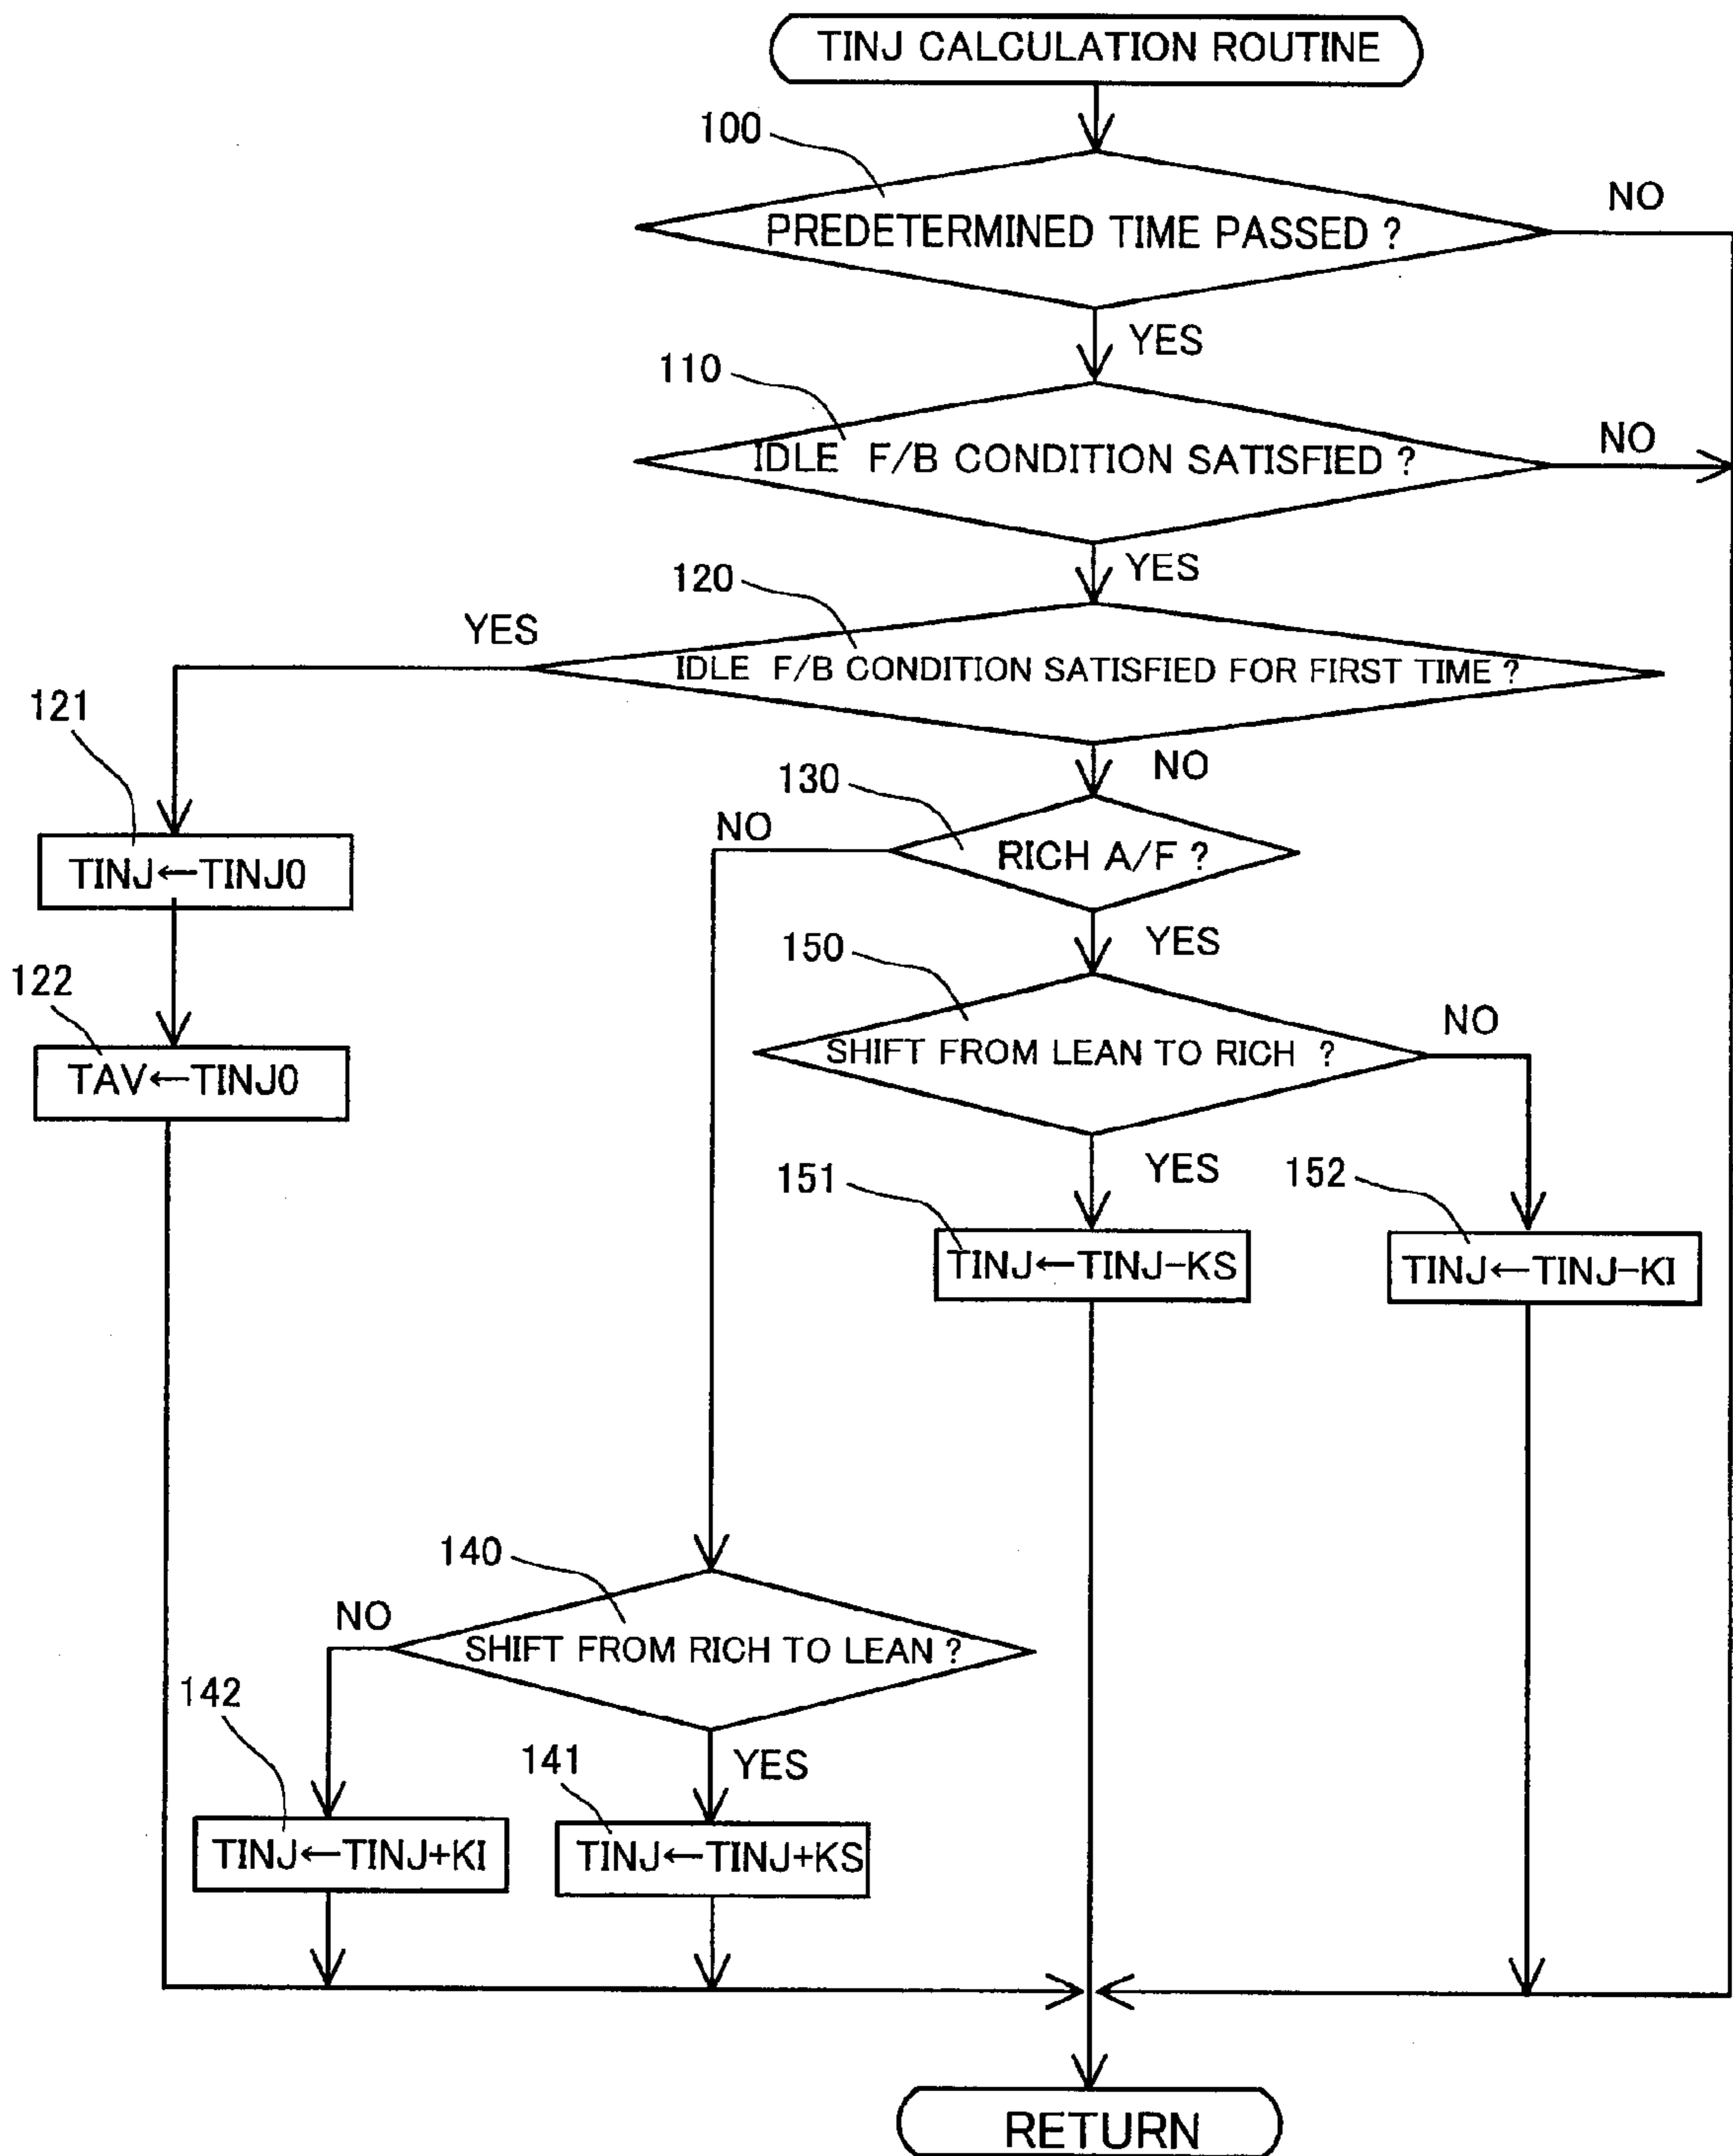 TINJ CALCULATION ROUTINE
100
NO
PREDETERMINED TIME PASSED ?
YES
110
NO
IDLE F/B CONDITION SATISFIED ?
YES
120
YES
IDLE F/B CONDITION SATISFIED FOR FIRST TIME ?
121
NO
130
NO
TINJ←TINJ0
RICH A/F ?
YES
150
122
NO
SHIFT FROM LEAN TO RICH ?
TAV←TINJ0
YES
151
152
TINJ←TINJ-KS
TINJ←TINJ-KI
140
NO
SHIFT FROM RICH TO LEAN ?
142
141
YES
TINJ←TINJ+KI
TINJ←TINJ+KS
RETURN